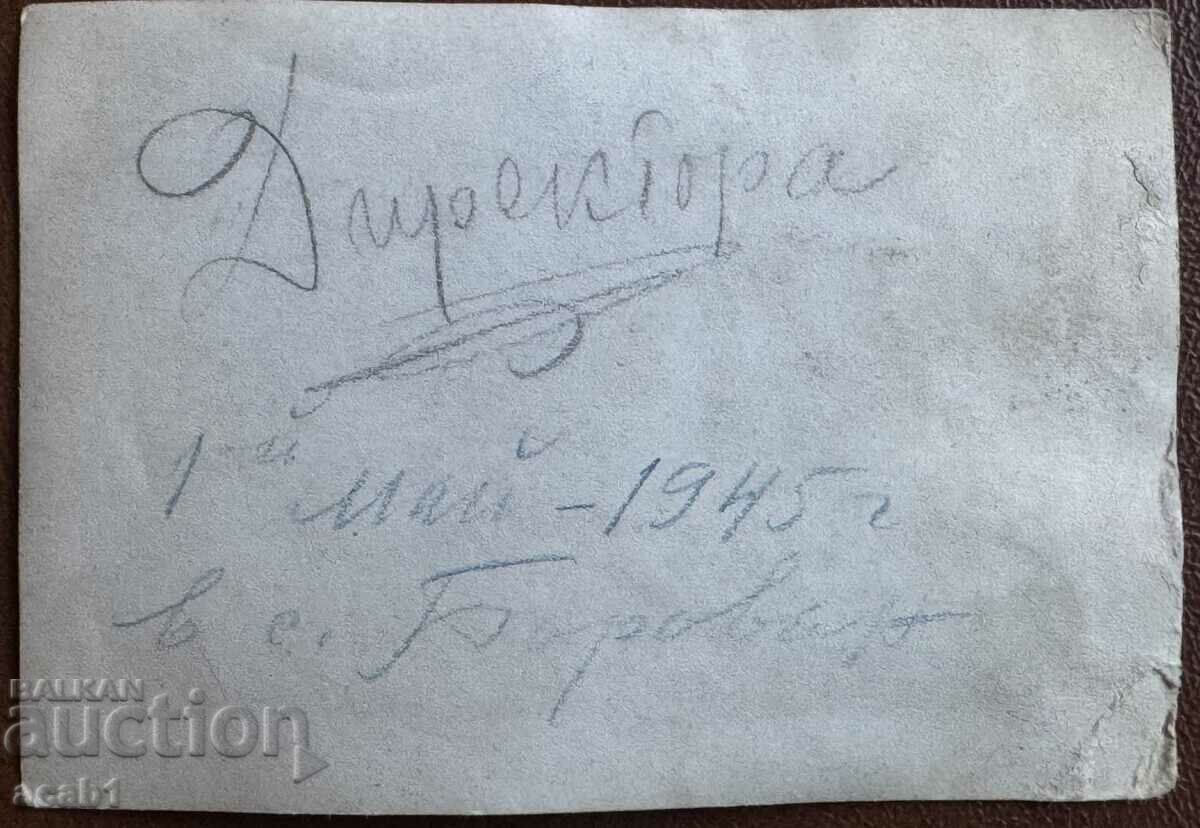 Директора
1-и май - 1945 г
в с.
BALKAN
auction
acab1